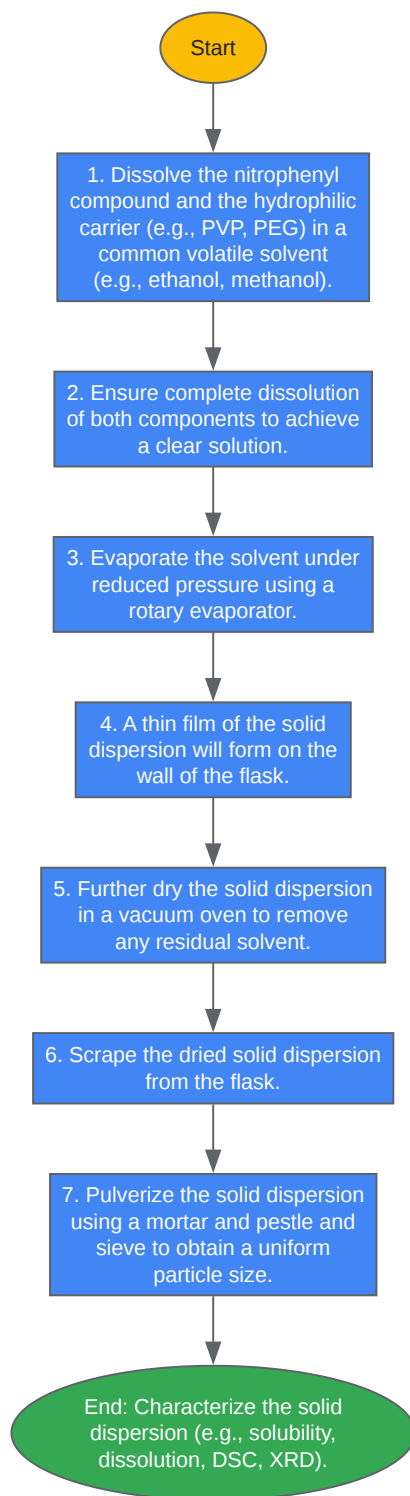 Start
1. Dissolve the nitrophenyl
compound and the hydrophilic
carrier (e.g., PVP, PEG) in a
common volatile solvent
(e.g., ethanol, methanol).
2. Ensure complete dissolution
of both components to achieve
a clear solution.
3. Evaporate the solvent under
reduced pressure using a
rotary evaporator.
4. A thin film of the solid
dispersion will form on the
wall of the flask.
5. Further dry the solid dispersion
in a vacuum oven to remove
any residual solvent.
6. Scrape the dried solid dispersion
from the flask.
7. Pulverize the solid dispersion
using a mortar and pestle and
sieve to obtain a uniform
particle size.
End: Characterize the solid
dispersion (e.g., solubility,
dissolution, DSC, XRD).